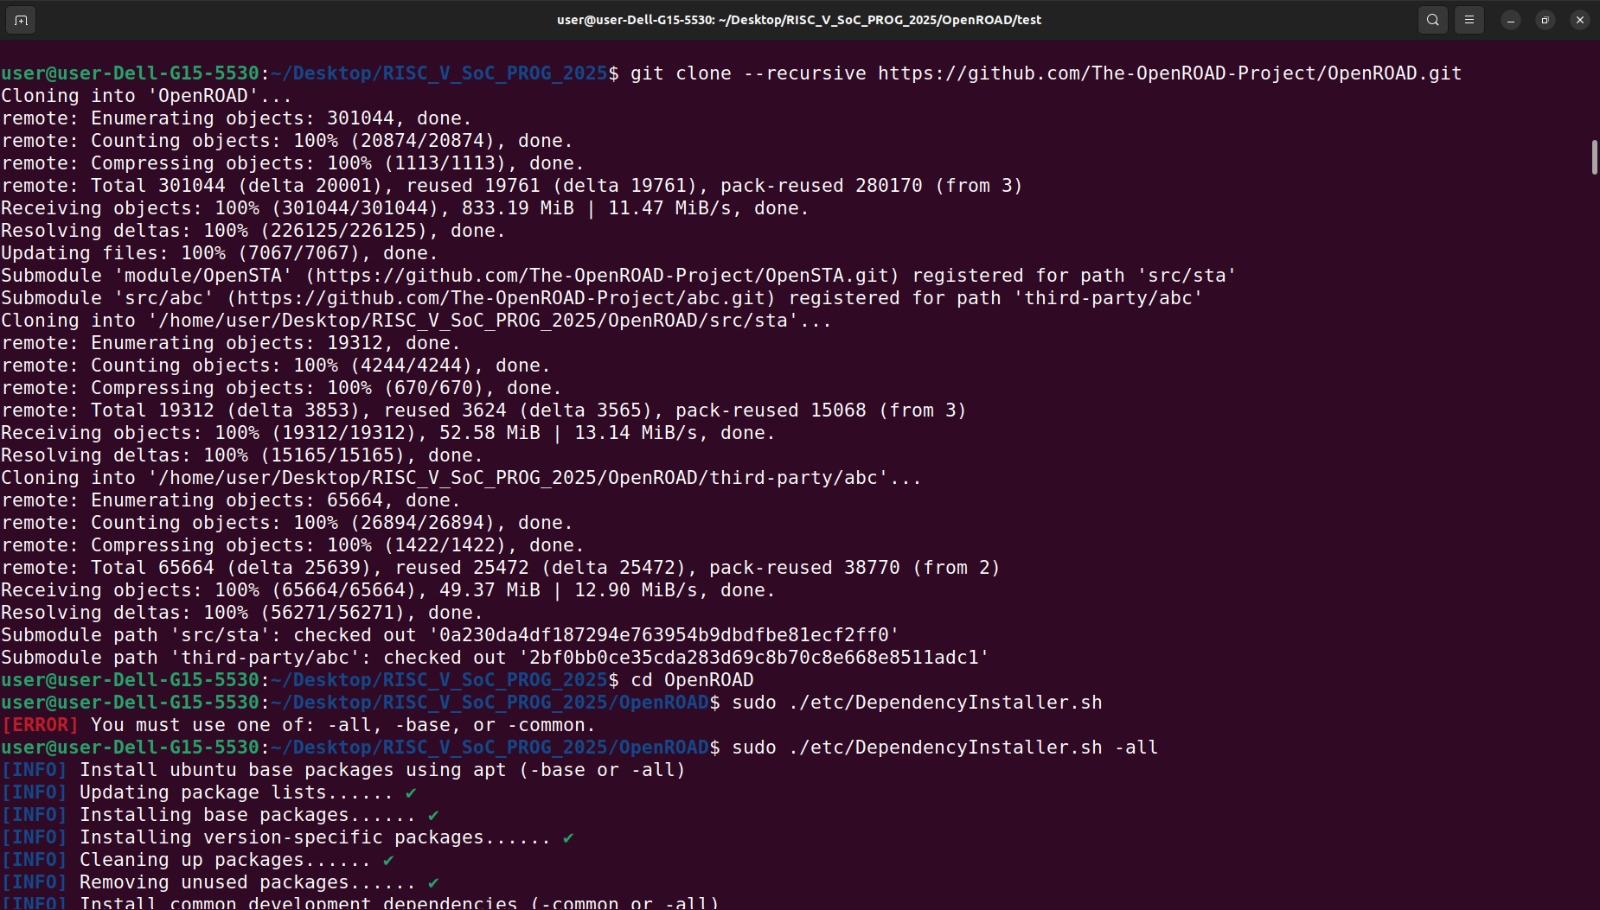 user@user-Dell-G15-5530: ~/Desktop/RISC_V_SoC_PROG_2025/OpenROAD/test
user@user-Dell-G15-5530:~/Desktop/RISC_V_SoC_PROG_2025$ git clone --recursive https://github.com/The-OpenROAD-Project/OpenROAD.git
Cloning into 'OpenROAD'...
remote: Enumerating objects: 301044, done.
remote: Counting objects: 100% (20874/20874), done.
remote: Compressing objects: 100% (1113/1113), done.
remote: Total 301044 (delta 20001), reused 19761 (delta 19761), pack-reused 280170 (from 3)
Receiving objects: 100% (301044/301044), 833.19 MiB | 11.47 MiB/s, done.
Resolving deltas: 100% (226125/226125), done.
Updating files: 100% (7067/7067), done.
Submodule 'module/OpenSTA' (https://github.com/The-OpenROAD-Project/OpenSTA.git) registered for path 'src/sta'
Submodule 'src/abc' (https://github.com/The-OpenROAD-Project/abc.git) registered for path 'third-party/abc'
Cloning into '/home/user/Desktop/RISC_V_SoC_PROG_2025/OpenROAD/src/sta'...
remote: Enumerating objects: 19312, done.
remote: Counting objects: 100% (4244/4244), done.
remote: Compressing objects: 100% (670/670), done.
remote: Total 19312 (delta 3853), reused 3624 (delta 3565), pack-reused 15068 (from 3)
Receiving objects: 100% (19312/19312), 52.58 MiB | 13.14 MiB/s, done.
Resolving deltas: 100% (15165/15165), done.
Cloning into '/home/user/Desktop/RISC_V_SoC_PROG_2025/OpenROAD/third-party/abc'...
remote: Enumerating objects: 65664, done.
remote: Counting objects: 100% (26894/26894), done.
remote: Compressing objects: 100% (1422/1422), done.
remote: Total 65664 (delta 25639), reused 25472 (delta 25472), pack-reused 38770 (from 2)
Receiving objects: 100% (65664/65664), 49.37 MiB | 12.90 MiB/s, done.
Resolving deltas: 100% (56271/56271), done.
Submodule path 'src/sta': checked out '0a230da4df187294e763954b9dbdfbe81ecf2ff0'
Submodule path 'third-party/abc': checked out '2bf0bb0ce35cda283d69c8b70c8e668e8511adc1'
user@user-Dell-G15-5530:~/Desktop/RISC_V_SoC_PROG_2025$ cd OpenROAD
user@user-Dell-G15-5530:~/Desktop/RISC_V_SoC_PROG_2025/OpenROAD$ sudo ./etc/DependencyInstaller.sh
[ERROR] You must use one of: -all, -base, or -common.
user@user-Dell-G15-5530:~/Desktop/RISC_V_SoC_PROG_2025/OpenROAD$ sudo ./etc/DependencyInstaller.sh -all
[INFO] Install ubuntu base packages using apt (-base or -all)
[INFO] Updating package lists...... ✔
[INFO] Installing base packages...... ✔
[INFO] Installing version-specific packages...... ✔
[INFO] Cleaning up packages...... ✔
[INFO] Removing unused packages...... ✔
[INFO] Install common development dependencies (-common or -all)